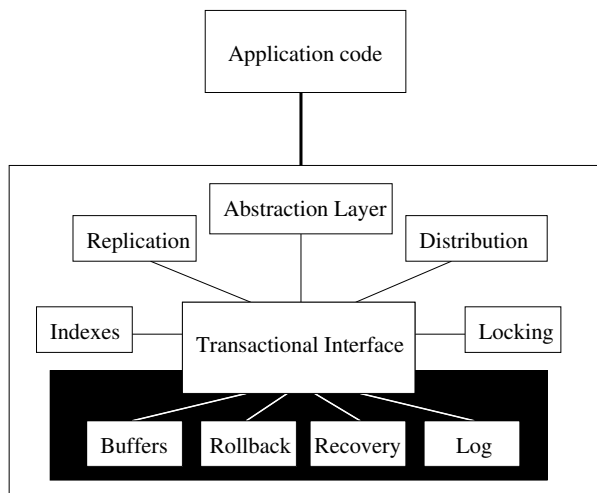 Application code
Abstraction Layer
Replication
Distribution
Indexes
Transactional Interface
Locking
Buffers
Rollback
Recovery
Log